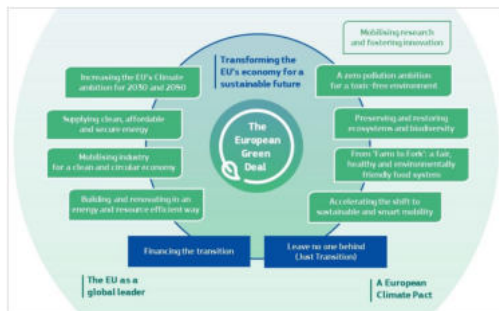 Mobilising research
and fostering innovation
Transforming the
EU's economy for a
sustainable future
Increasing the EU's Climate
ambition for 2030 and 2050
A zero pollution ambition
for a toxic-free environment
Supplying clean, affordable
and secure energy
Preserving and restoring
ecosystems and biodiversity
The
European
Green
Deal
Mobilising industry
for a clean and circular economy
From 'Farm to Fork': a fair,
healthy and environmentally
friendly food system
Building and renovating in an
energy and resource efficient way
Accelerating the shift to
sustainable and smart mobility
Financing the transition
Leave no one behind
(Just Transition)
The EU as a
global leader
A European
Climate Pact